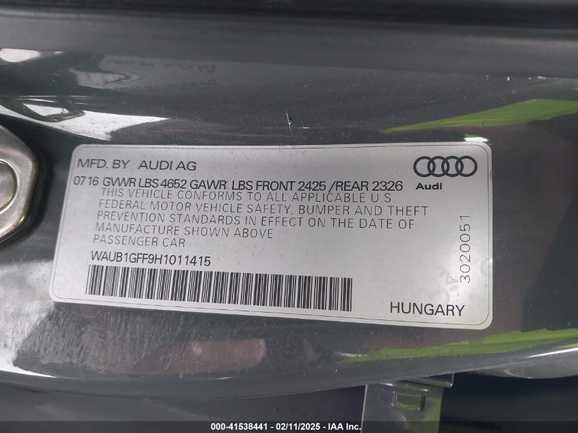 MFD. BY AUDI AG
0716 GVWR LBS 4652 GAWR LBS FRONT 2425 / REAR 2326
THIS VEHICLE CONFORMS TO ALL APPLICABLE U S
FEDERAL MOTOR VEHICLE SAFETY, BUMPER AND THEFT
PREVENTION STANDARDS IN EFFECT ON THE DATE OF
MANUFACTURE SHOWN ABOVE
PASSENGER CAR
WAUB1GFF9H1011415
Audi
3020051
HUNGARY
000-41538441 - 02/11/2025 - © IAA Inc.